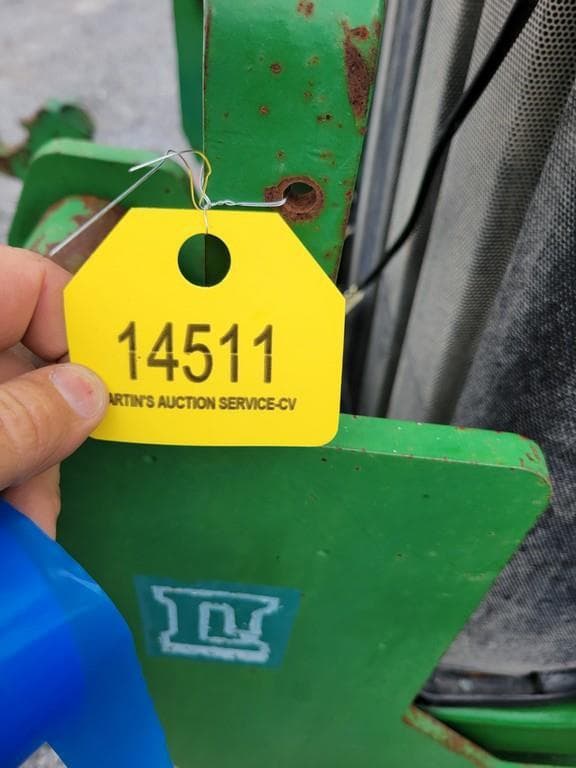 14511
ARTIN'S AUCTION SERVICE-CV